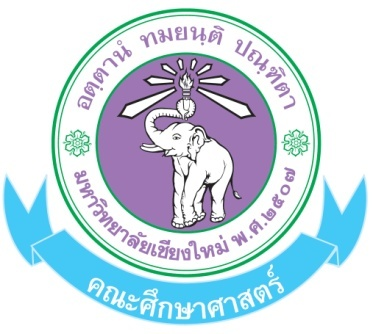 อตฺตานํ ทมยนฺติ ปณฺฑิตา
มหาวิทยาลัยเชียงใหม่ พ.ศ.๒๕๐๗
คณะศึกษาศาสตร์